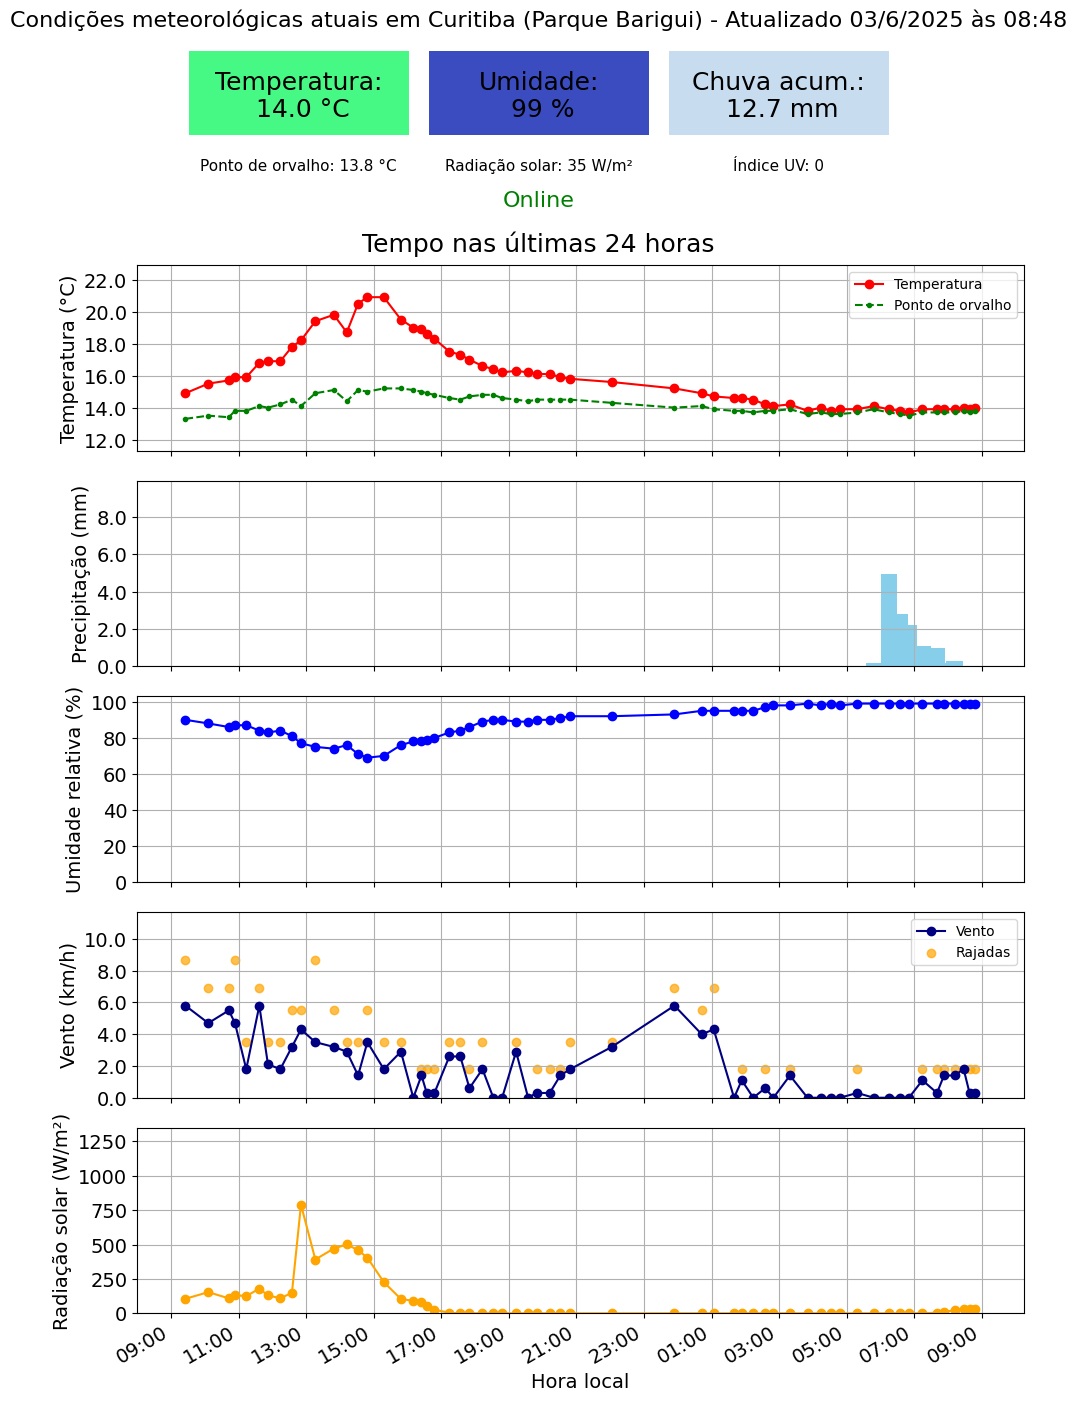 Condições meteorológicas atuais em Curitiba (Parque Barigui) - Atualizado 03/6/2025 às 08:48
Temperatura:
14.0 °C
Umidade:
99 %
Chuva acum.:
12.7 mm
Ponto de orvalho: 13.8 °C
Radiação solar: 35 W/m²
Índice UV: 0
Online
Tempo nas últimas 24 horas
Temperatura (°C)
22.0
20.0
18.0
16.0
14.0
12.0
Temperatura
Ponto de orvalho
Precipitação (mm)
8.0
6.0
4.0
2.0
0.0
Umidade relativa (%)
100
80
60
40
20
0
Vento (km/h)
10.0
8.0
6.0
4.0
2.0
0.0
Vento
Rajadas
Radiação solar (W/m²)
1250
1000
750
500
250
0
09:00
11:00
13:00
15:00
17:00
19:00
21:00
23:00
01:00
03:00
05:00
07:00
09:00
Hora local